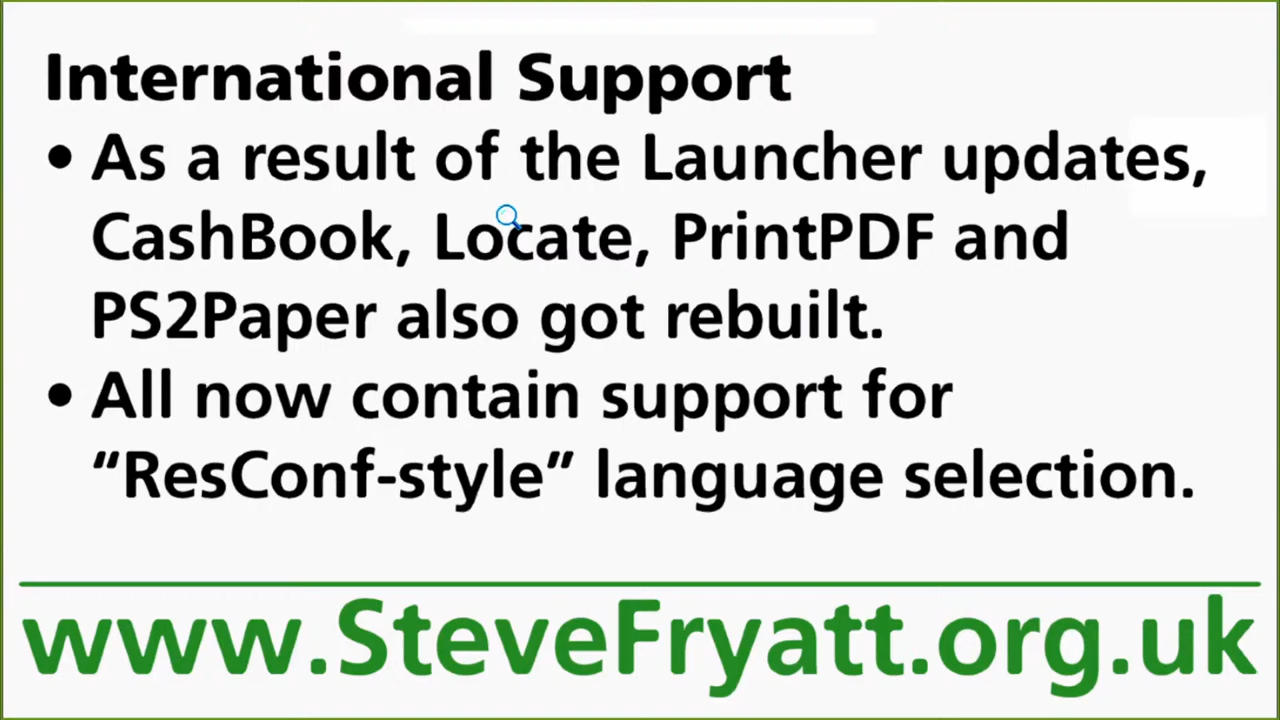 International Support
• As a result of the Launcher updates,
CashBook, Locate, PrintPDF and
PS2Paper also got rebuilt.
• All now contain support for
“ResConf-style” language selection.
www.SteveFryatt.org.uk